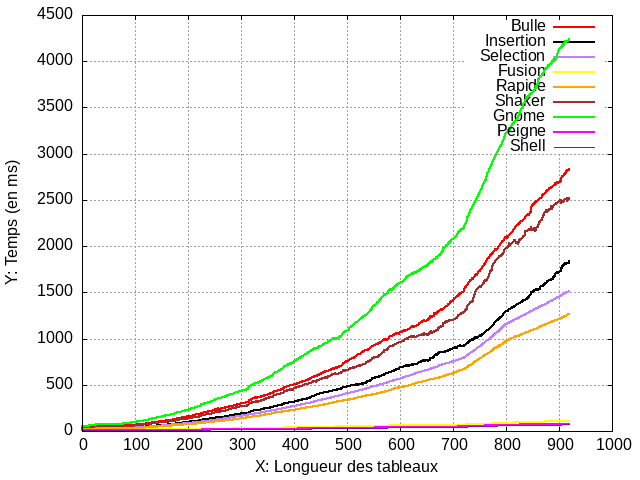 4500
4000
3500
3000
2500
2000
1500
1000
500
0
Y: Temps (en ms)
Bulle
Insertion
Selection
Fusion
Rapide
Shaker
Gnome
Peigne
Shell
0 100 200 300 400 500 600 700 800 900 1000
X: Longueur des tableaux